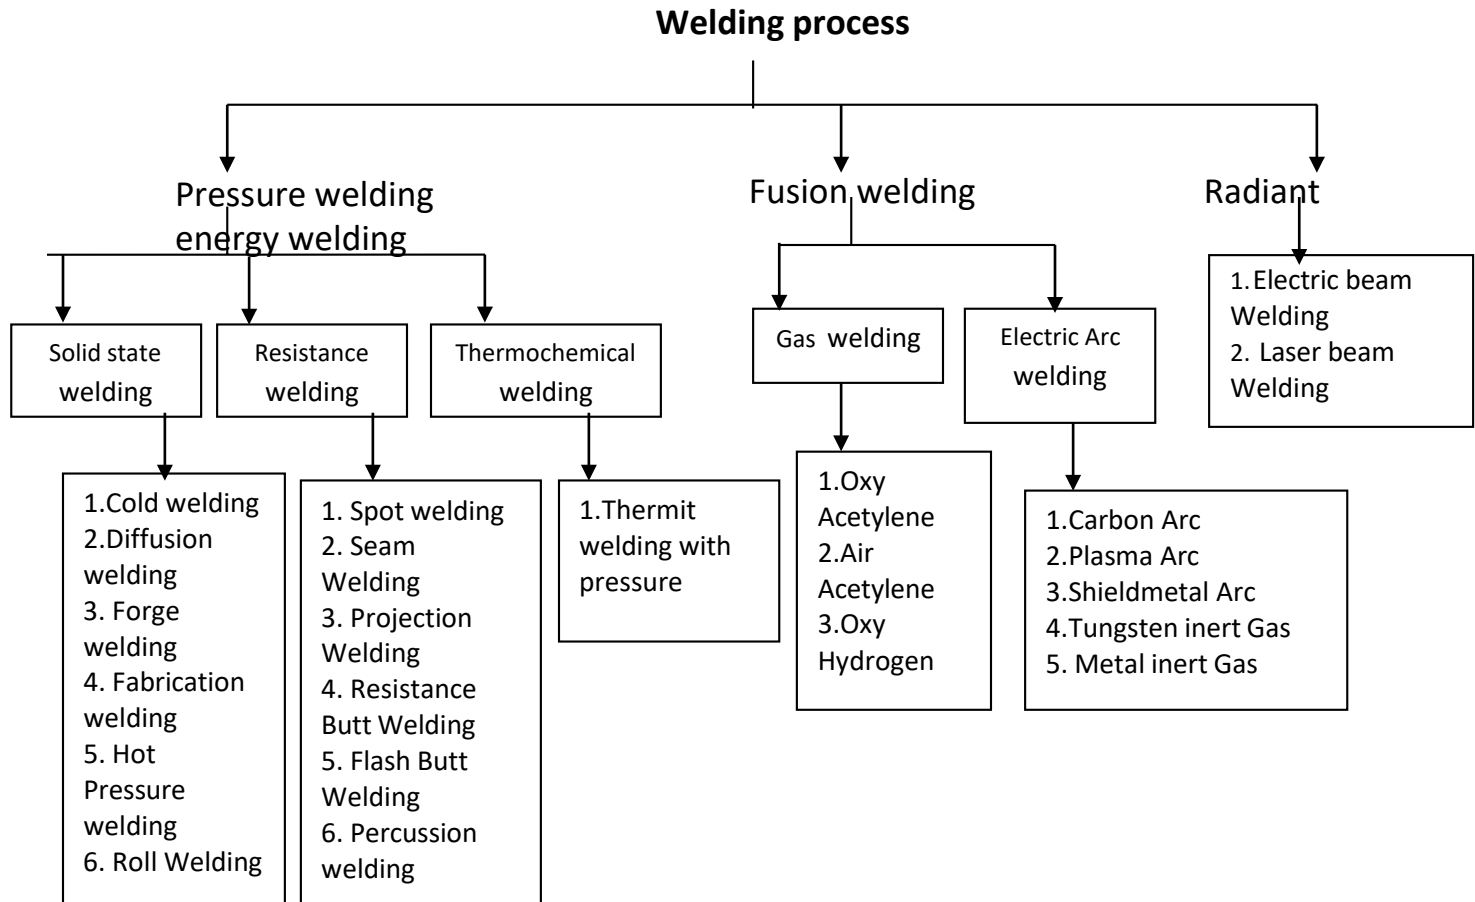 Welding process
Pressure welding
energy welding
Fusion welding
Radiant
Solid state
welding
Resistance
welding
Thermochemical
welding
Gas welding
Electric Arc
welding
1.Electric beam
Welding
2. Laser beam
Welding
1.Cold welding
2.Diffusion
welding
3. Forge
welding
4. Fabrication
welding
5. Hot
Pressure
welding
6. Roll Welding
1. Spot welding
2. Seam
Welding
3. Projection
Welding
4. Resistance
Butt Welding
5. Flash Butt
Welding
6. Percussion
welding
1.Thermit
welding with
pressure
1.Oxy
Acetylene
2.Air
Acetylene
3.Oxy
Hydrogen
1.Carbon Arc
2.Plasma Arc
3.Shieldmetal Arc
4.Tungsten inert Gas
5. Metal inert Gas